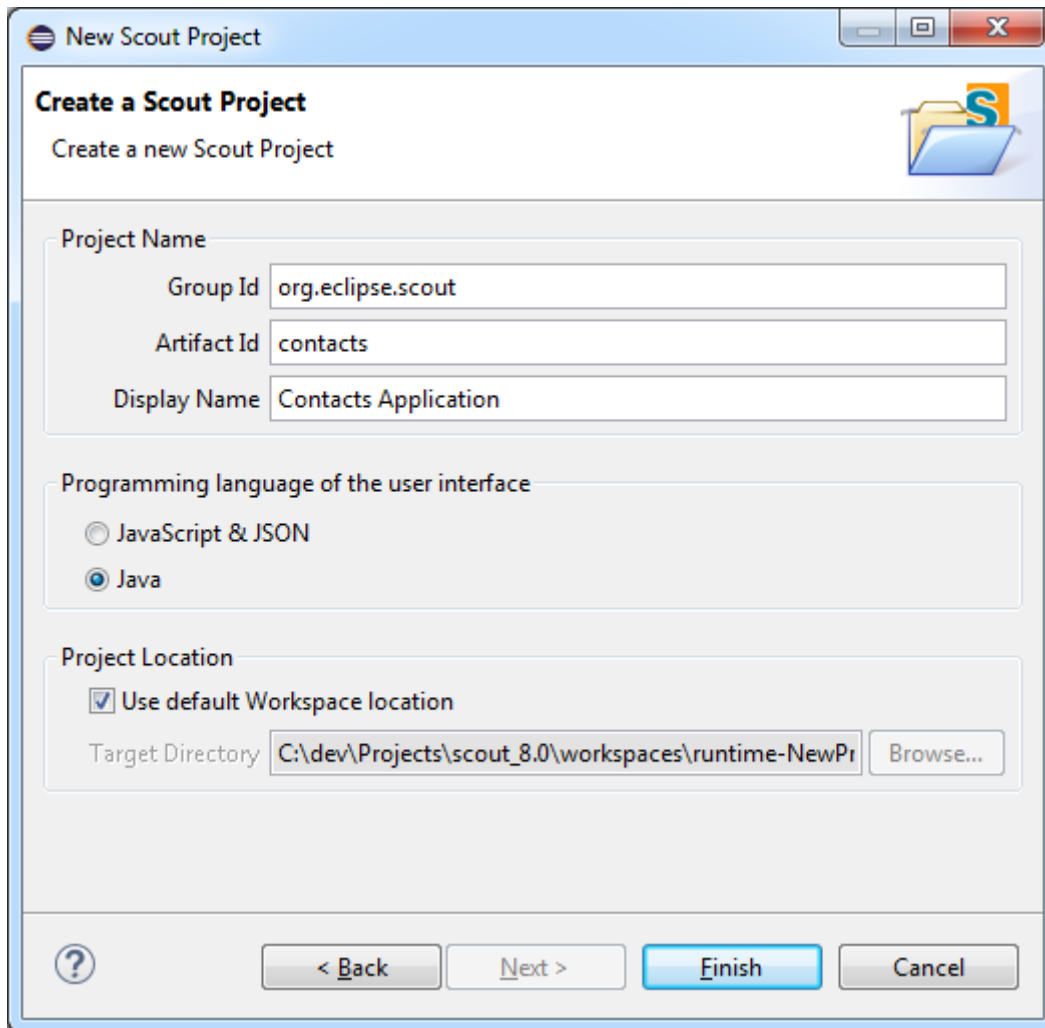 New Scout Project
Create a Scout Project
Create a new Scout Project
S
Project Name
Group Id org.eclipse.scout
Artifact Id contacts
Display Name Contacts Application
Programming language of the user interface
JavaScript & JSON
Java
Project Location
Use default Workspace location
Target Directory C:\dev\Projects\scout_8.0\workspaces\runtime-NewPr Browse...
? < Back Next > Finish Cancel